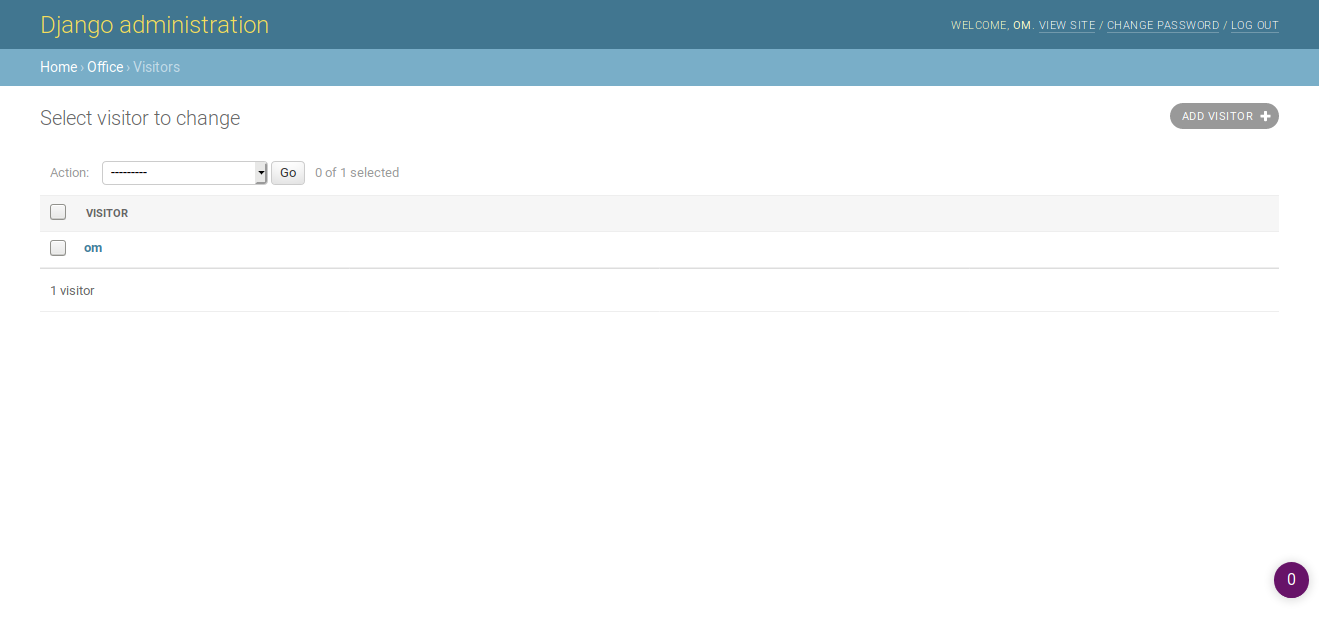 Django administration
WELCOME, OM. VIEW SITE / CHANGE PASSWORD / LOG OUT
Home › Office › Visitors
Select visitor to change
ADD VISITOR
Action: --------- Go 0 of 1 selected
VISITOR
om
1 visitor
0